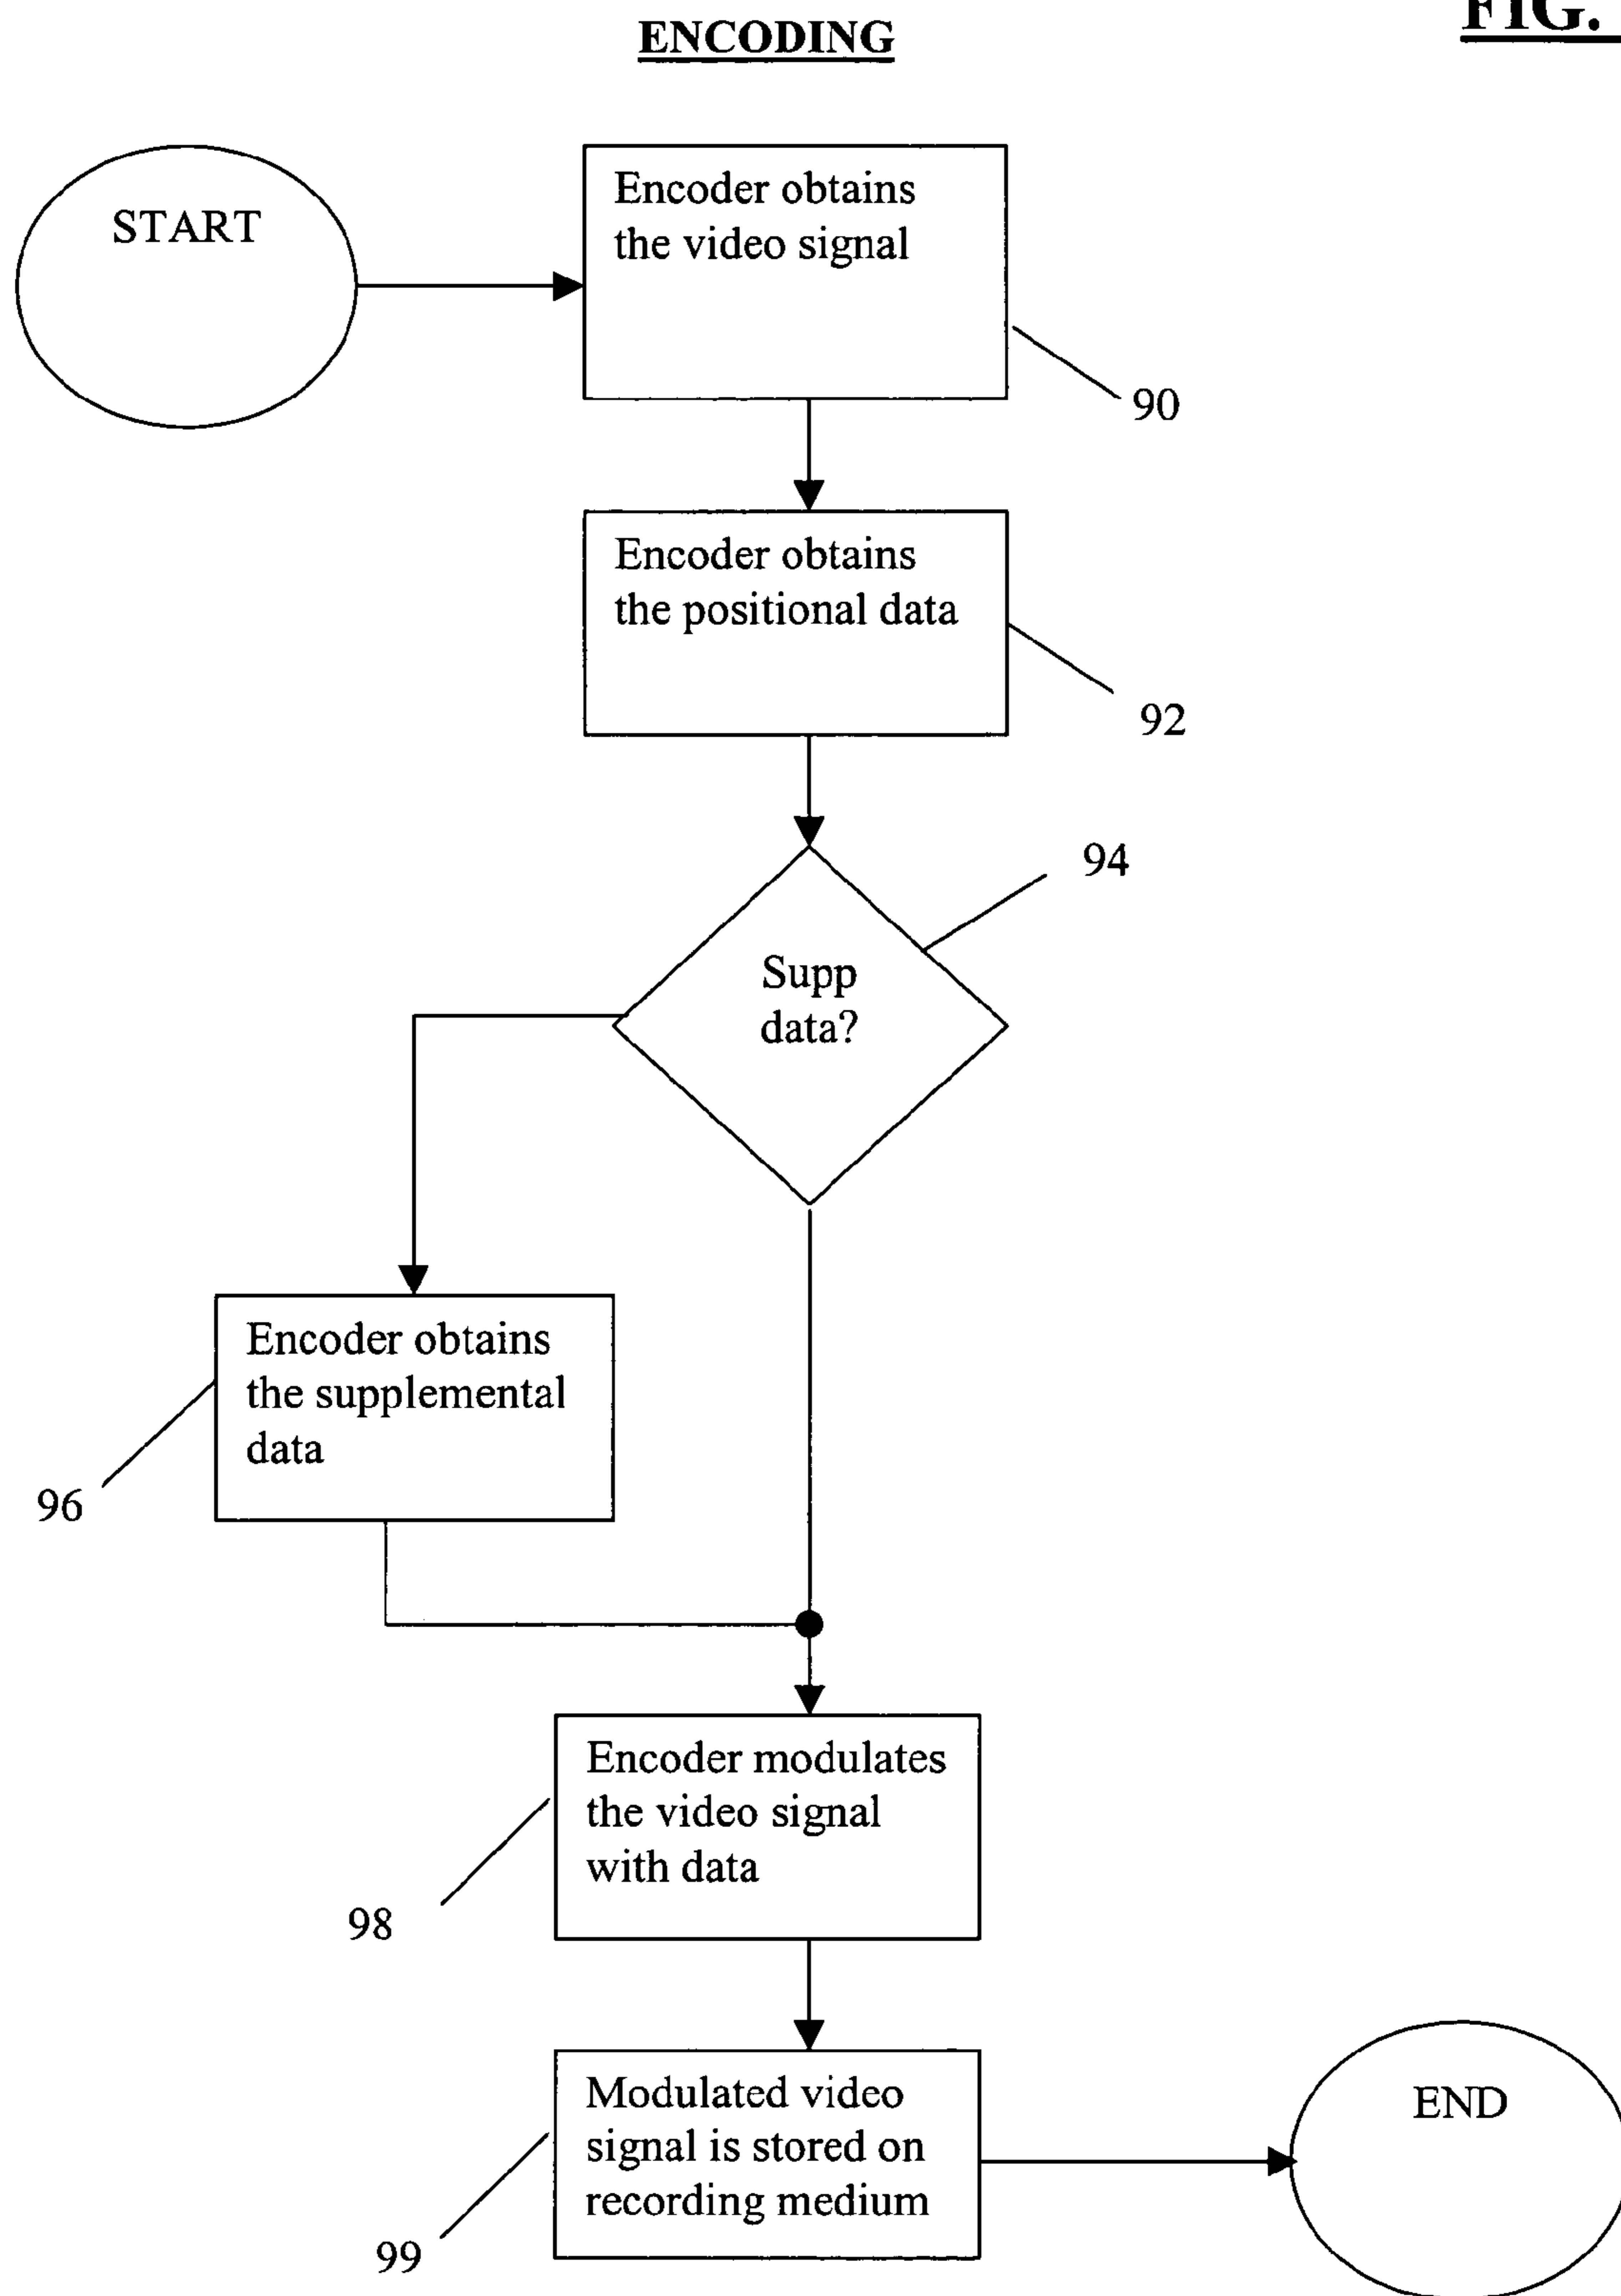 ENCODING
FIG.
START
Encoder obtains
the video signal
90
Encoder obtains
the positional data
92
94
Supp
data?
Encoder obtains
the supplemental
data
96
Encoder modulates
the video signal
with data
98
Modulated video
signal is stored on
recording medium
99
END